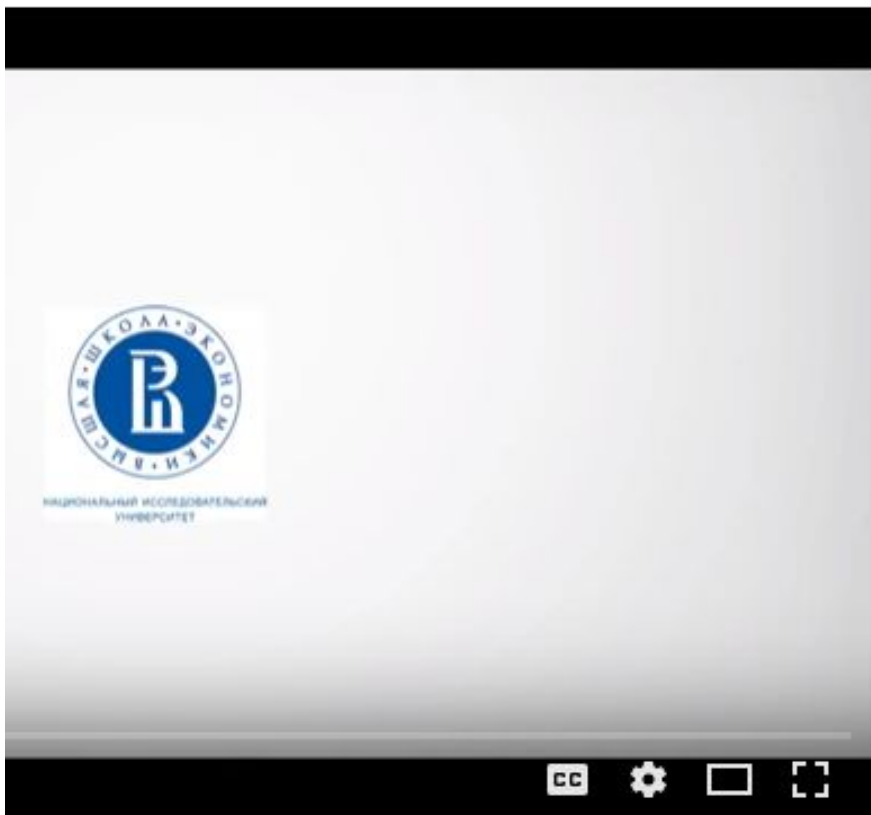 ВЫСШАЯ · ШКОЛА · ЭКОНОМИКИ ·
НАЦИОНАЛЬНЫЙ ИССЛЕДОВАТЕЛЬСКИЙ
УНИВЕРСИТЕТ
CC